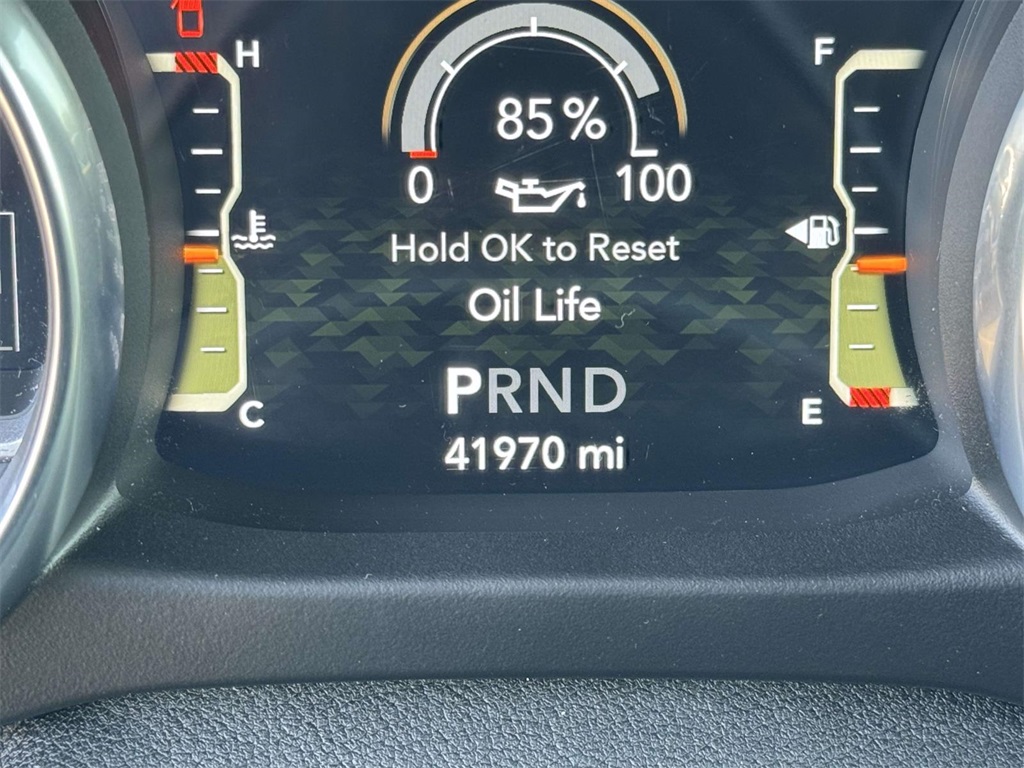 H F
85%
0 100
Hold OK to Reset
Oil Life
PRND
C E
41970 mi